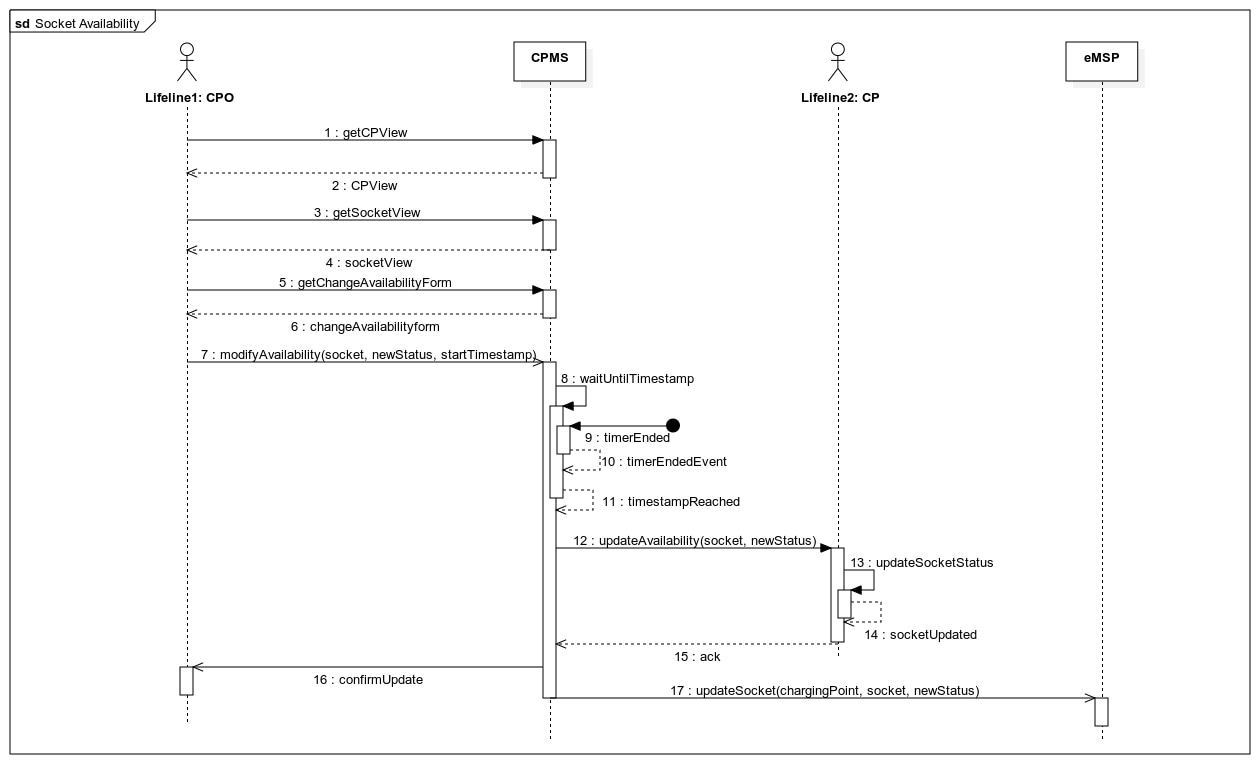 sd Socket Availability
CPMS
eMSP
Lifeline1: CPO
Lifeline2: CP
1 : getCPView
2 : CPView
3 : getSocketView
4 : socketView
5 : getChangeAvailabilityForm
6 : changeAvailabilityform
7 : modifyAvailability(socket, newStatus, startTimestamp)
8 : waitUntilTimestamp
9 : timerEnded
10 : timerEndedEvent
11 : timestampReached
12 : updateAvailability(socket, newStatus)
13 : updateSocketStatus
14 : socketUpdated
15 : ack
16 : confirmUpdate
17 : updateSocket(chargingPoint, socket, newStatus)